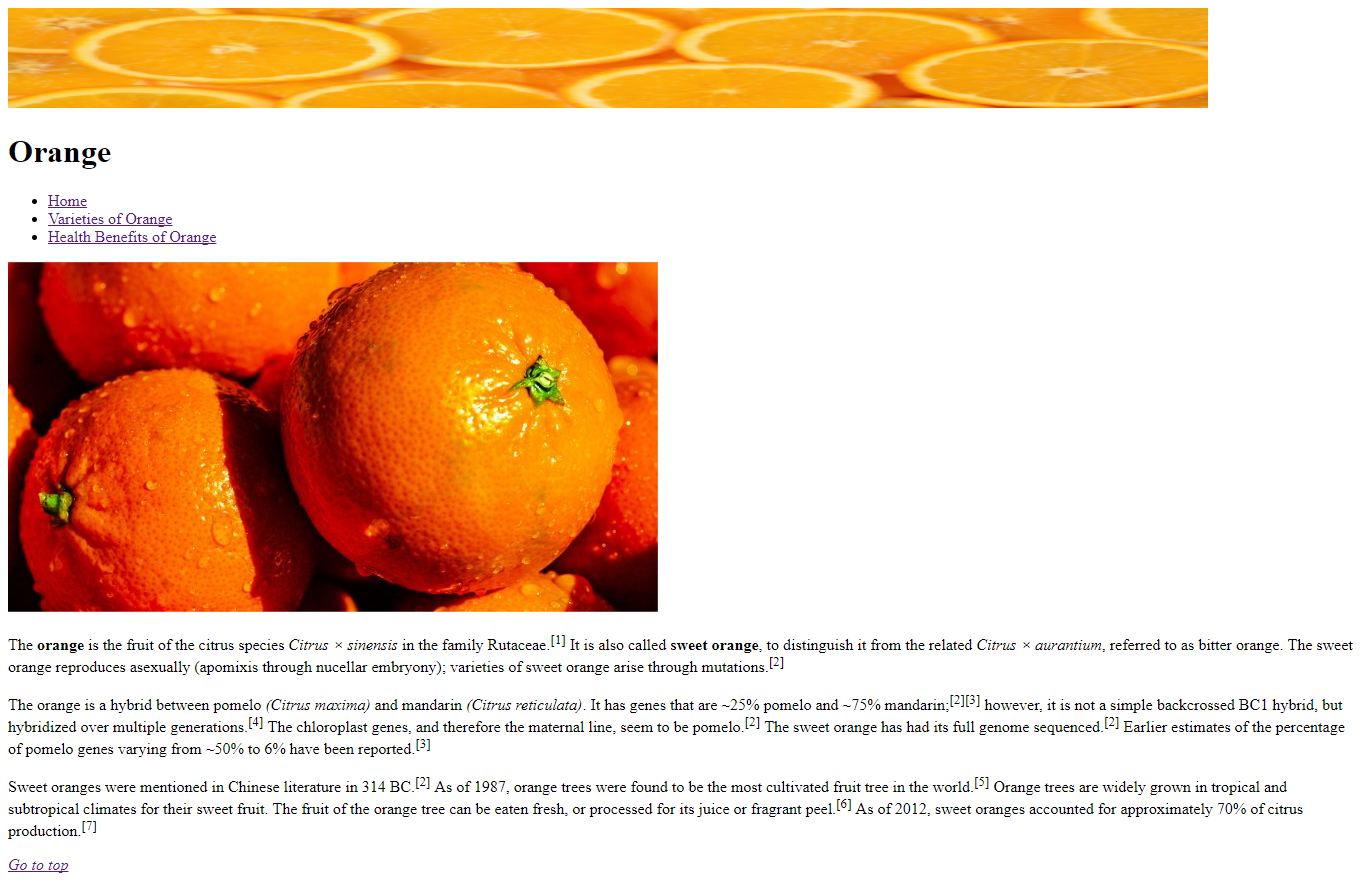 Orange
Home
Varieties of Orange
Health Benefits of Orange
The orange is the fruit of the citrus species Citrus × sinensis in the family Rutaceae.[1] It is also called sweet orange, to distinguish it from the related Citrus × aurantium, referred to as bitter orange. The sweet
orange reproduces asexually (apomixis through nucellar embryony); varieties of sweet orange arise through mutations.[2]
The orange is a hybrid between pomelo (Citrus maxima) and mandarin (Citrus reticulata). It has genes that are ~25% pomelo and ~75% mandarin;[2][3] however, it is not a simple backcrossed BC1 hybrid, but
hybridized over multiple generations.[4] The chloroplast genes, and therefore the maternal line, seem to be pomelo.[2] The sweet orange has had its full genome sequenced.[2] Earlier estimates of the percentage
of pomelo genes varying from ~50% to 6% have been reported.[3]
Sweet oranges were mentioned in Chinese literature in 314 BC.[2] As of 1987, orange trees were found to be the most cultivated fruit tree in the world.[5] Orange trees are widely grown in tropical and
subtropical climates for their sweet fruit. The fruit of the orange tree can be eaten fresh, or processed for its juice or fragrant peel.[6] As of 2012, sweet oranges accounted for approximately 70% of citrus
production.[7]
Go to top